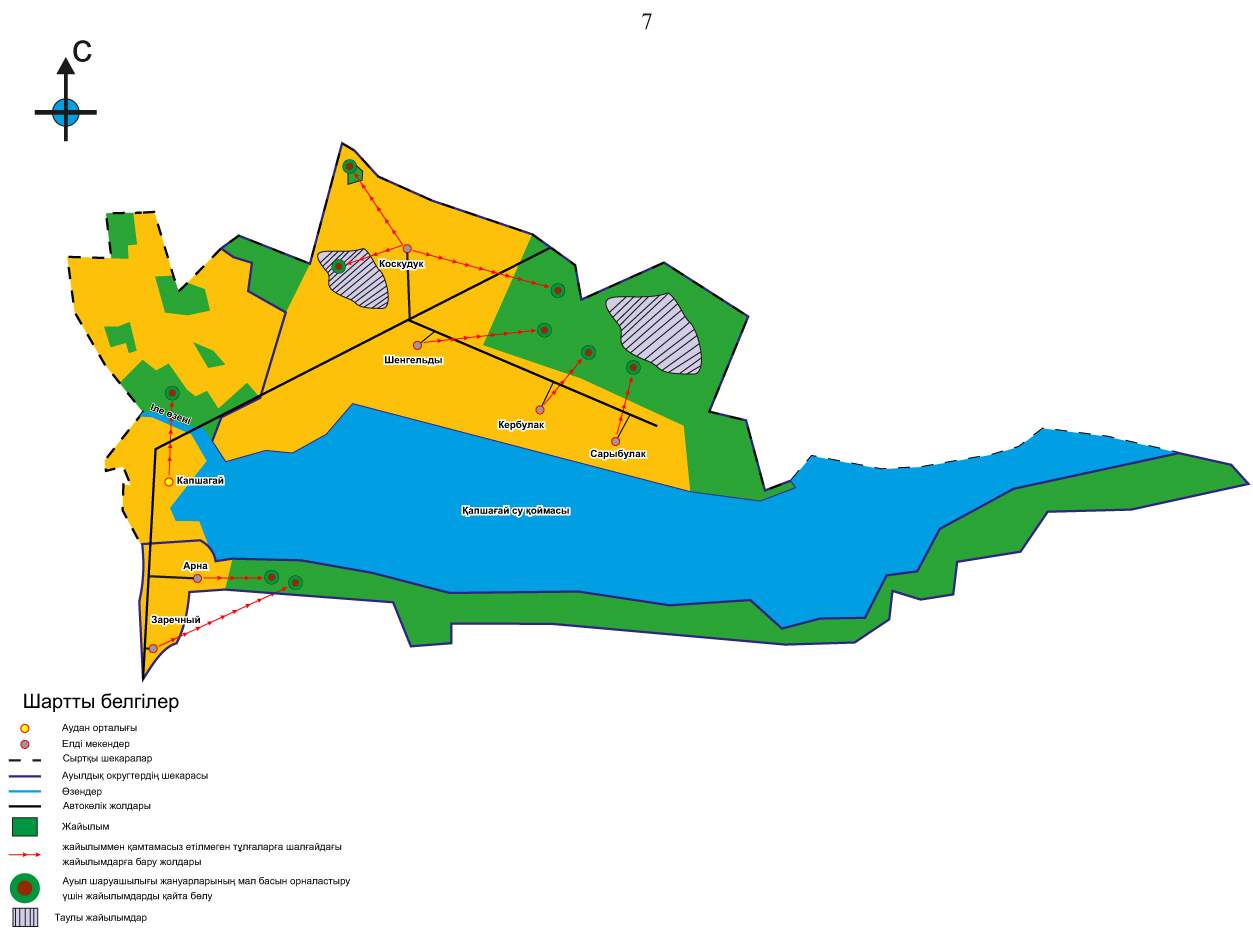 7
С
Коскудук
Шенгельды
Іле өзені
Кербулак
Сарыбулак
Капшагай
Қапшағай су қоймасы
Арна
Заречный
Шартты белгілер
Аудан орталығы
Елді мекендер
Сыртқы шекаралар
Ауылдық округтердің шекарасы
Өзендер
Автокөлік жолдары
Жайылым
жайылыммен қамтамасыз етілмеген тұлғаларға шалғайдағы
жайылымдарға бару жолдары
Ауыл шаруашылығы жануарларының мал басын орналастыру
үшін жайылымдарды қайта бөлу
Таулы жайылымдар